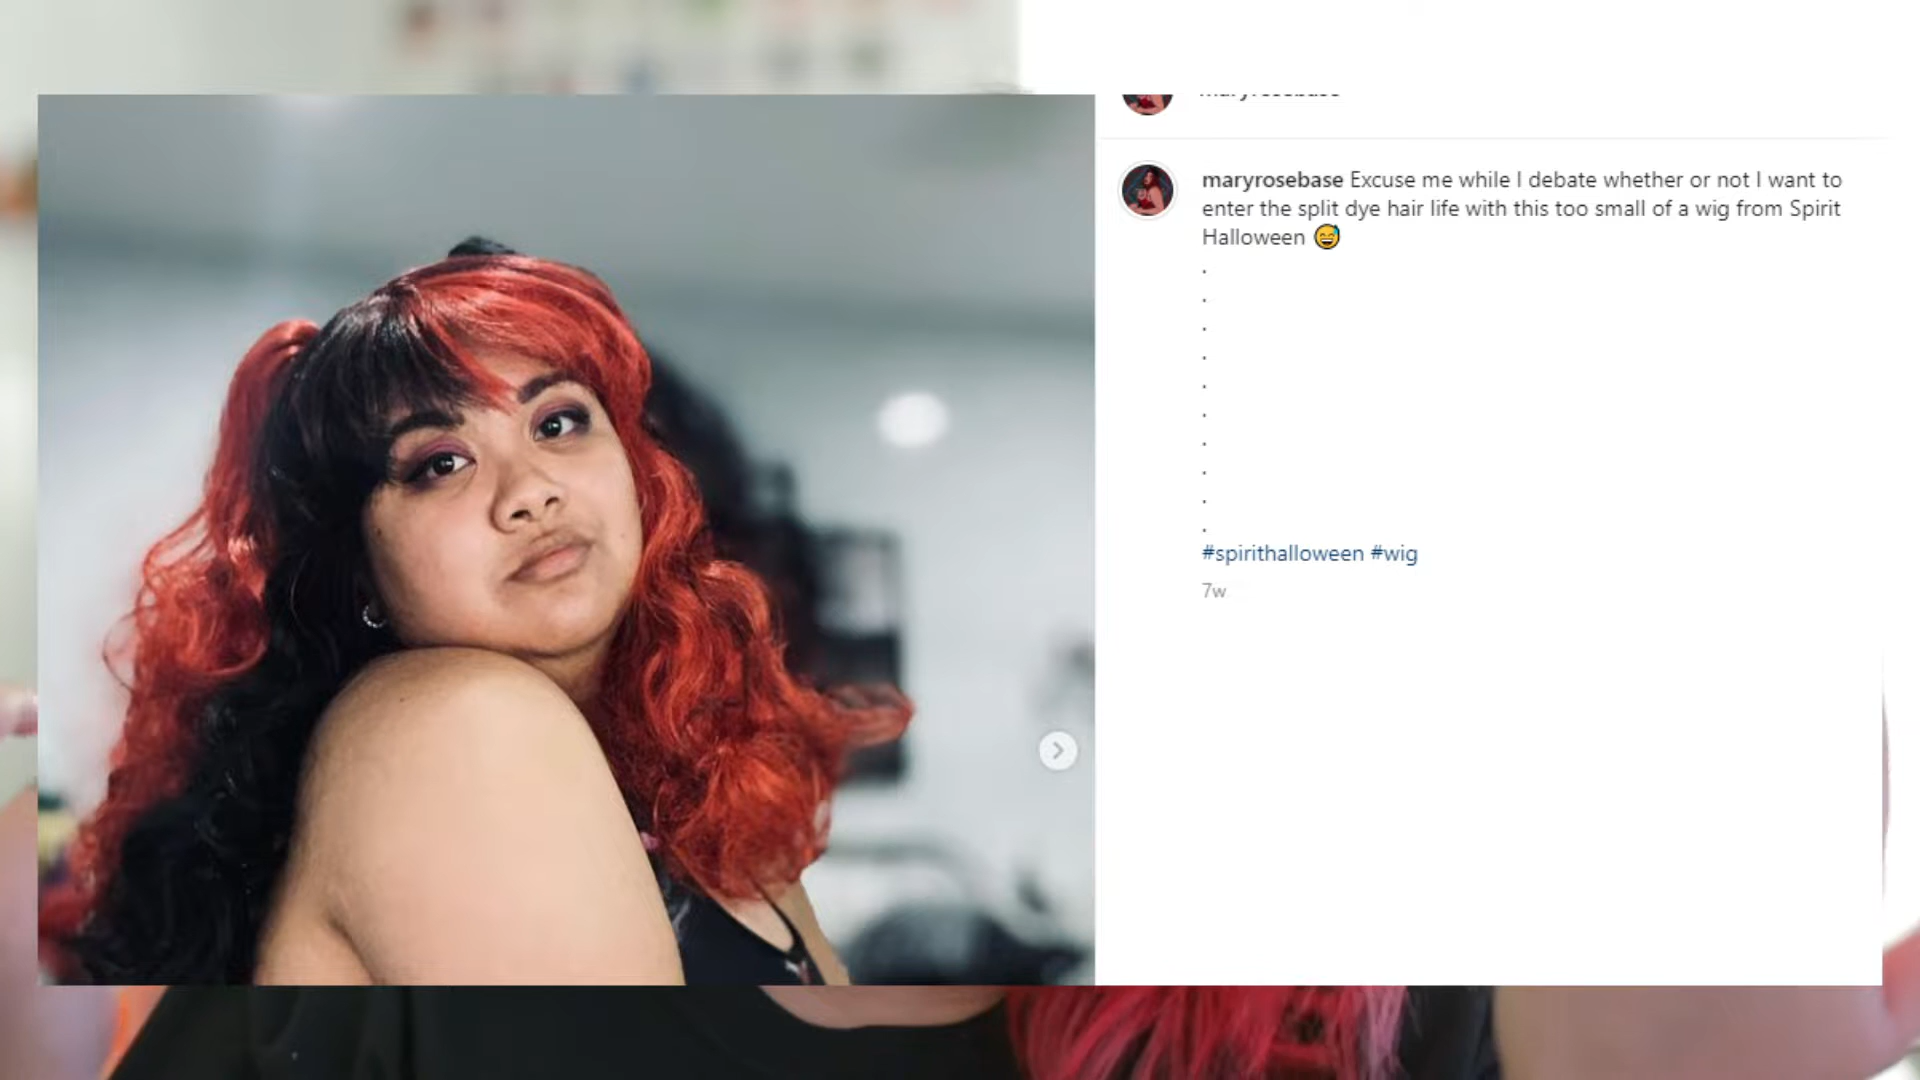 maryrosebase
maryrosebase Excuse me while I debate whether or not I want to
enter the split dye hair life with this too small of a wig from Spirit
Halloween 😅
.
.
.
.
.
.
.
.
.
.
#spirithalloween #wig
7w